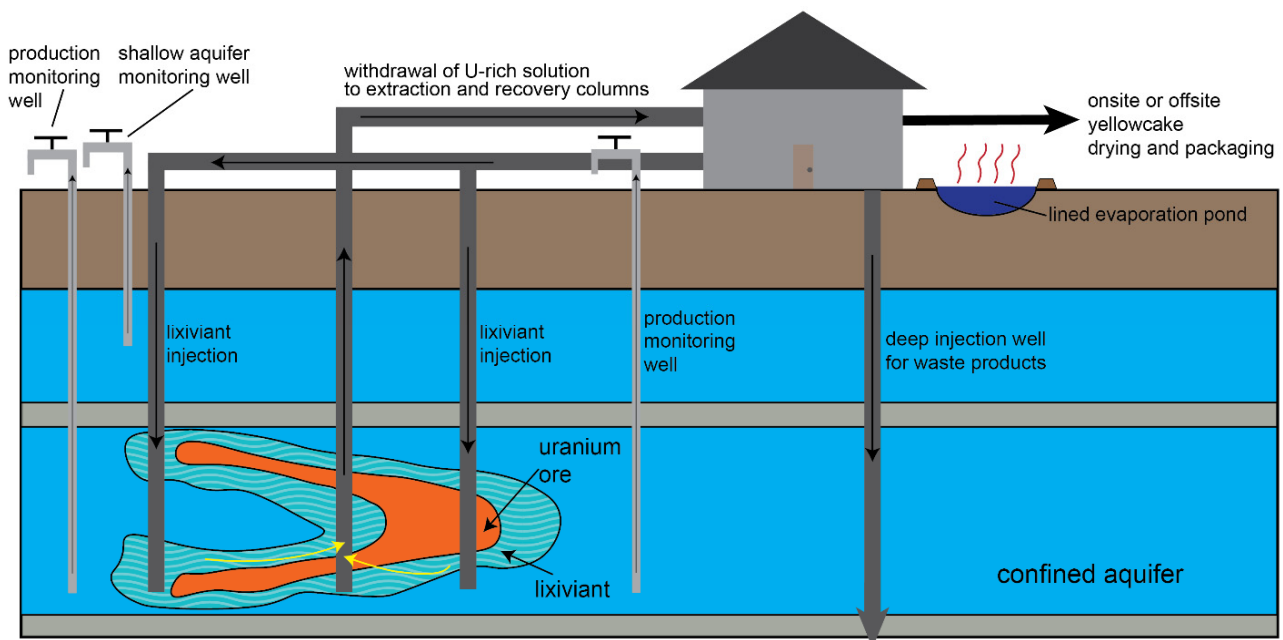 production
monitoring
well
shallow aquifer
monitoring well
withdrawal of U-rich solution
to extraction and recovery columns
onsite or offsite
yellowcake
drying and packaging
lined evaporation pond
lixiviant
injection
lixiviant
injection
production
monitoring
well
deep injection well
for waste products
uranium
ore
lixiviant
confined aquifer